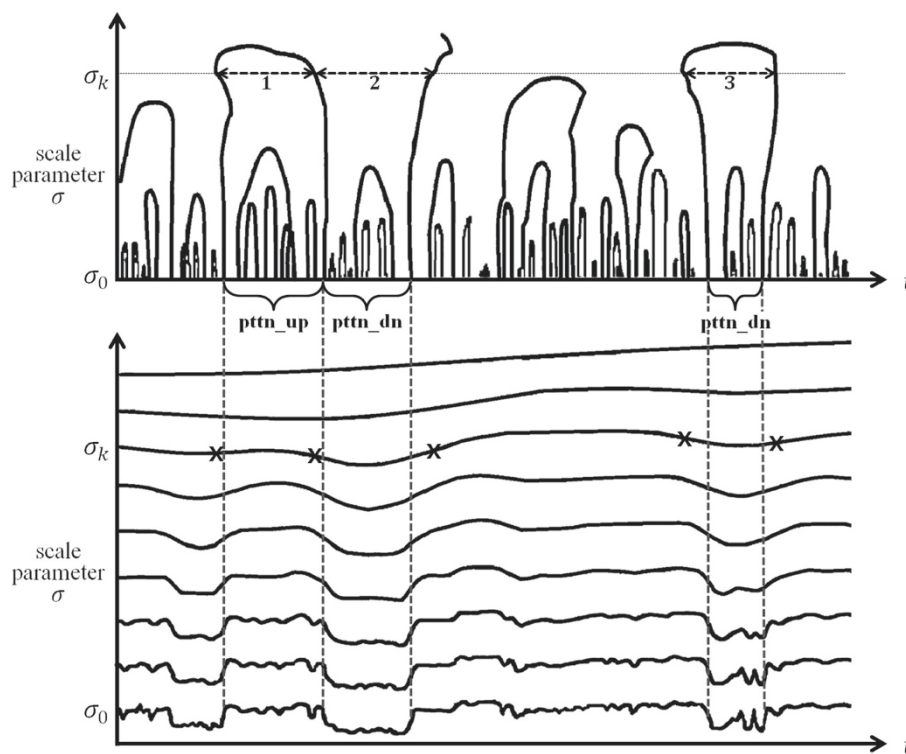 σk
1
2
3
scale
parameter
σ
σ0
t
pttn_up
pttn_dn
pttn_dn
σk
x
x
x
x
x
scale
parameter
σ
σ0
t